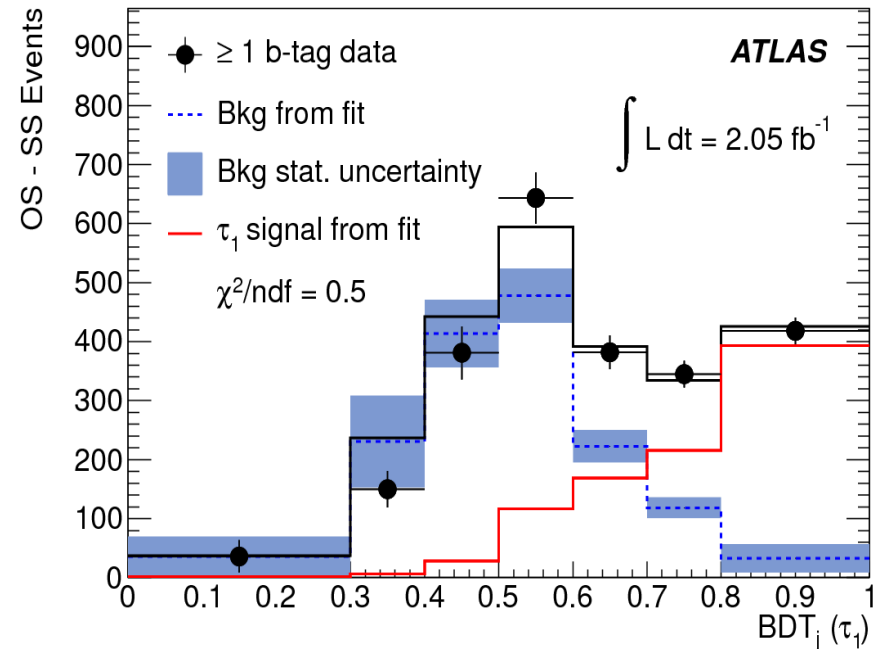 OS - SS Events
900
800
700
600
500
400
300
200
100
0
≥ 1 b-tag data
Bkg from fit
Bkg stat. uncertainty
τ₁ signal from fit
χ²/ndf = 0.5
ATLAS
∫ L dt = 2.05 fb⁻¹
0 0.1 0.2 0.3 0.4 0.5 0.6 0.7 0.8 0.9 1
BDTⱼ (τ₁)